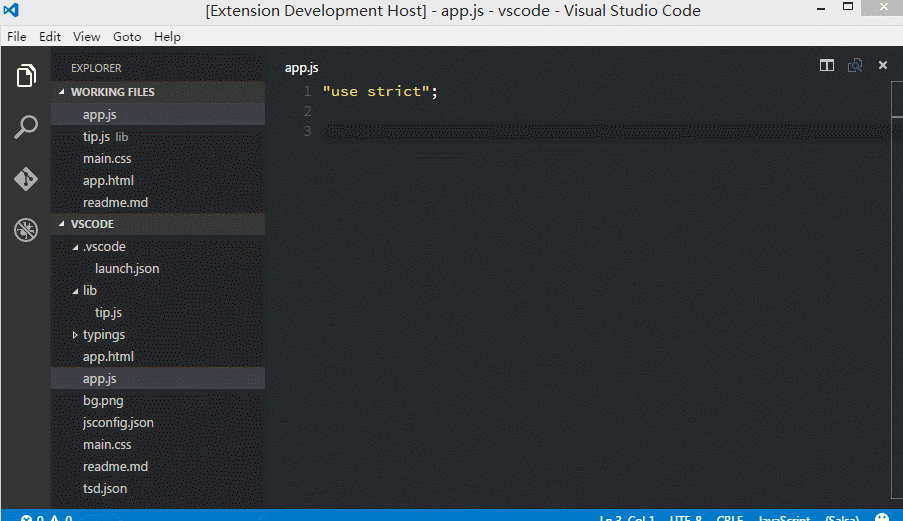 [Extension Development Host] - app.js - vscode - Visual Studio Code
File Edit View Goto Help
EXPLORER
WORKING FILES
app.js
tip.js lib
main.css
app.html
readme.md
VSCODE
.vscode
launch.json
lib
tip.js
typings
app.html
app.js
bg.png
jsconfig.json
main.css
readme.md
tsd.json
app.js
1 "use strict";
2
3
0 0 Ln 3, Col 1 UTF-8 CRLF JavaScript (Salsa)